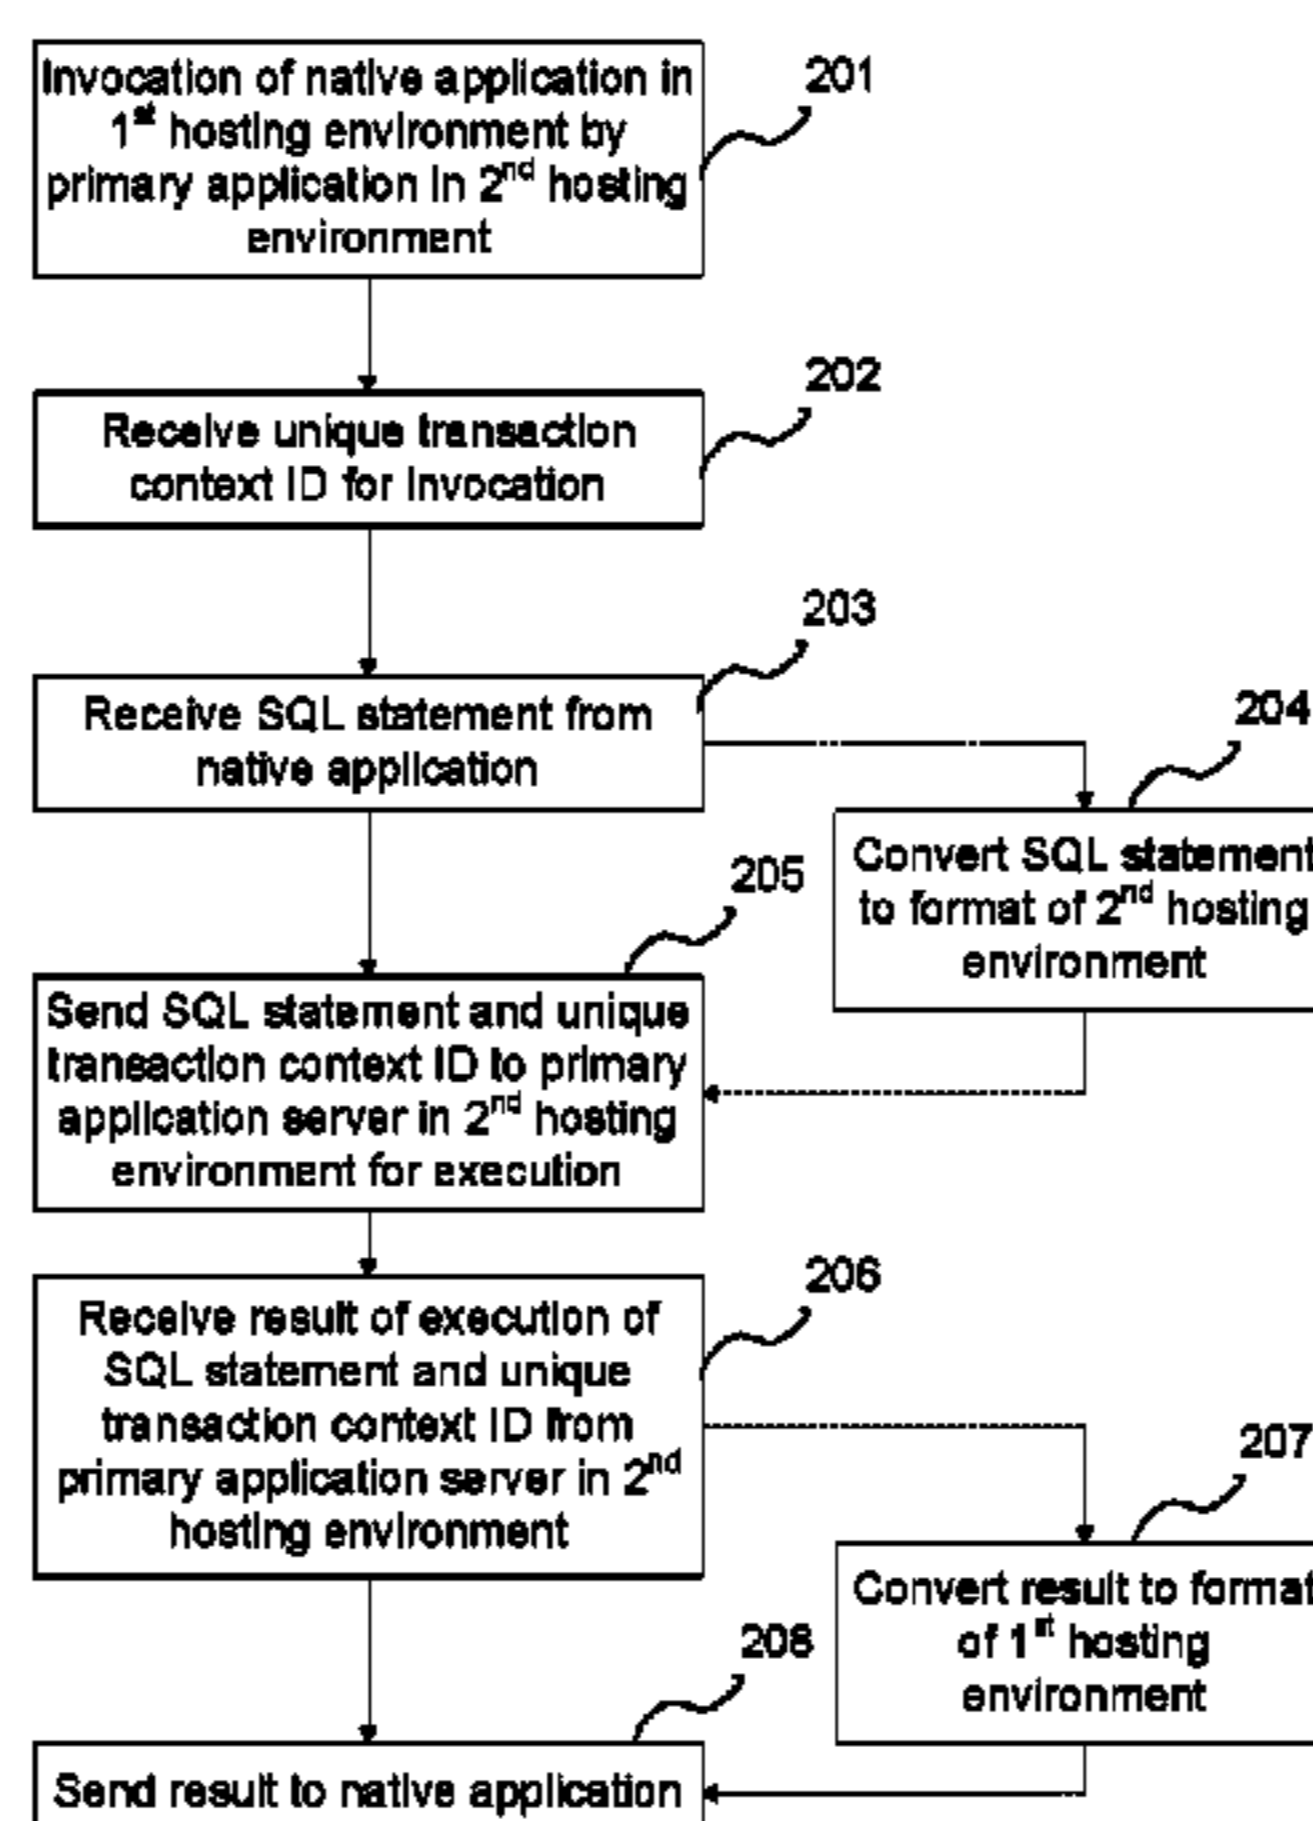 201
Invocation of native application in
1st hosting environment by
primary application in 2nd hosting
environment
202
Receive unique transaction
context ID for Invocation
203
Receive SQL statement from
native application
204
Convert SQL statement
to format of 2nd hosting
environment
205
Send SQL statement and unique
transaction context ID to primary
application server in 2nd hosting
environment for execution
206
Receive result of execution of
SQL statement and unique
transaction context ID from
primary application server in 2nd
hosting environment
207
Convert result to format
of 1st hosting
environment
208
Send result to native application